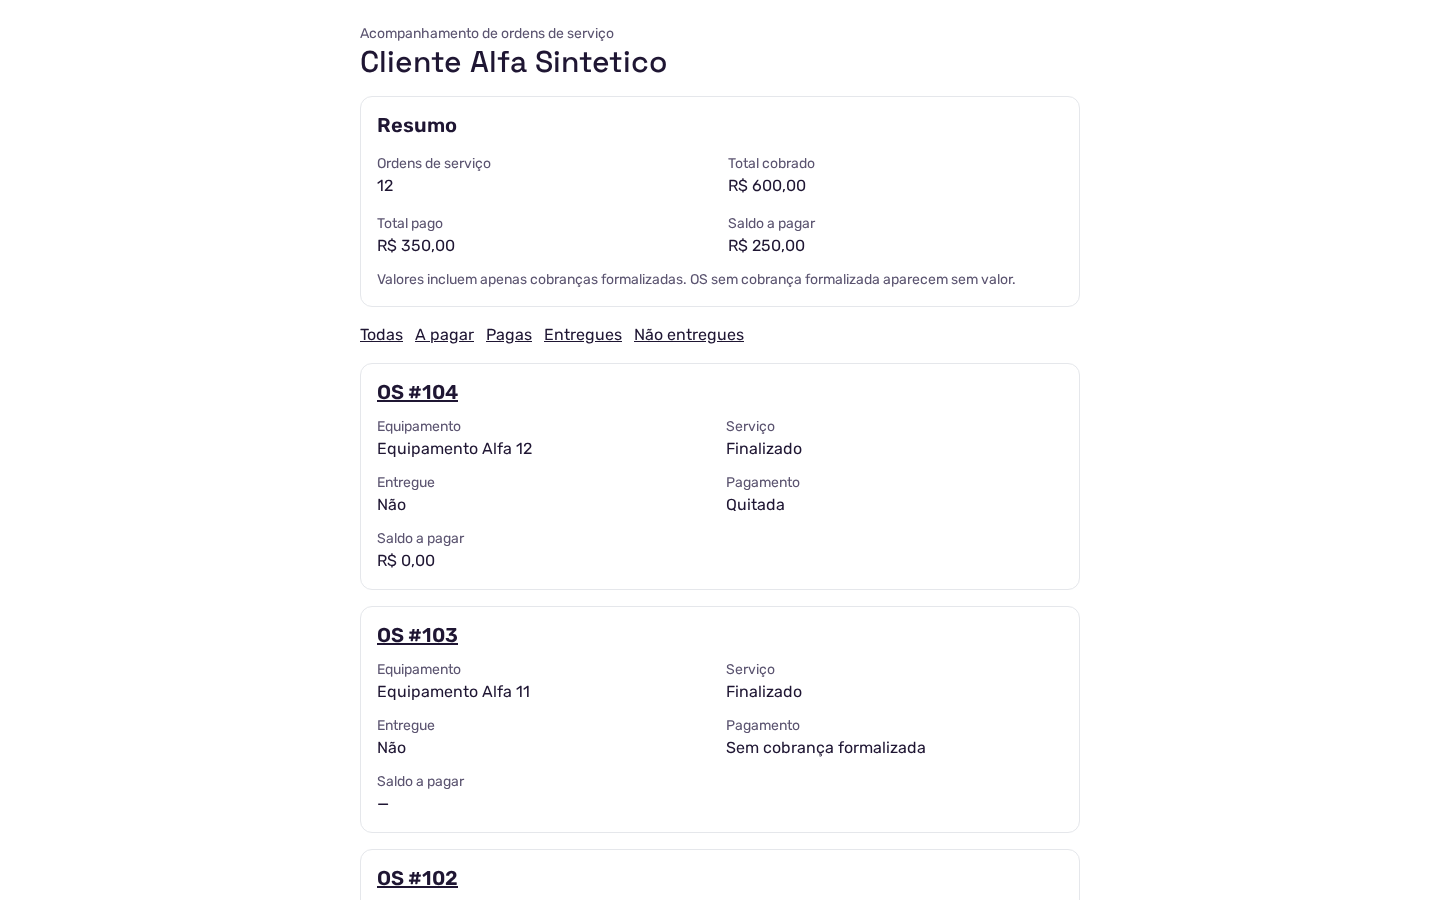 Acompanhamento de ordens de serviço
Cliente Alfa Sintetico
Resumo
Ordens de serviço
12
Total cobrado
R$ 600,00
Total pago
R$ 350,00
Saldo a pagar
R$ 250,00
Valores incluem apenas cobranças formalizadas. OS sem cobrança formalizada aparecem sem valor.
Todas A pagar Pagas Entregues Não entregues
OS #104
Equipamento
Equipamento Alfa 12
Serviço
Finalizado
Entregue
Não
Pagamento
Quitada
Saldo a pagar
R$ 0,00
OS #103
Equipamento
Equipamento Alfa 11
Serviço
Finalizado
Entregue
Não
Pagamento
Sem cobrança formalizada
Saldo a pagar
—
OS #102